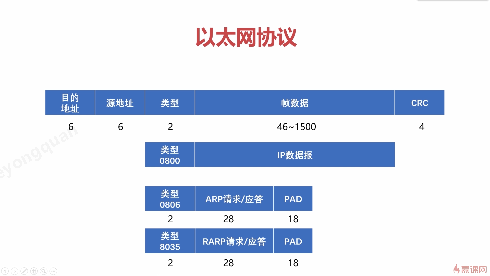 以太网协议
目的
地址
源地址
类型
帧数据
CRC
6
6
2
46~1500
4
类型
0800
IP数据报
类型
0806
ARP请求/应答
PAD
2
28
18
类型
8035
RARP请求/应答
PAD
2
28
18
慕课网